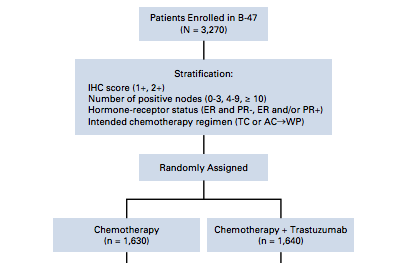 Patients Enrolled in B-47
(N = 3,270)
Stratification:
IHC score (1+, 2+)
Number of positive nodes (0-3, 4-9, ≥ 10)
Hormone-receptor status (ER and PR-, ER and/or PR+)
Intended chemotherapy regimen (TC or AC→WP)
Randomly Assigned
Chemotherapy
(n = 1,630)
Chemotherapy + Trastuzumab
(n = 1,640)